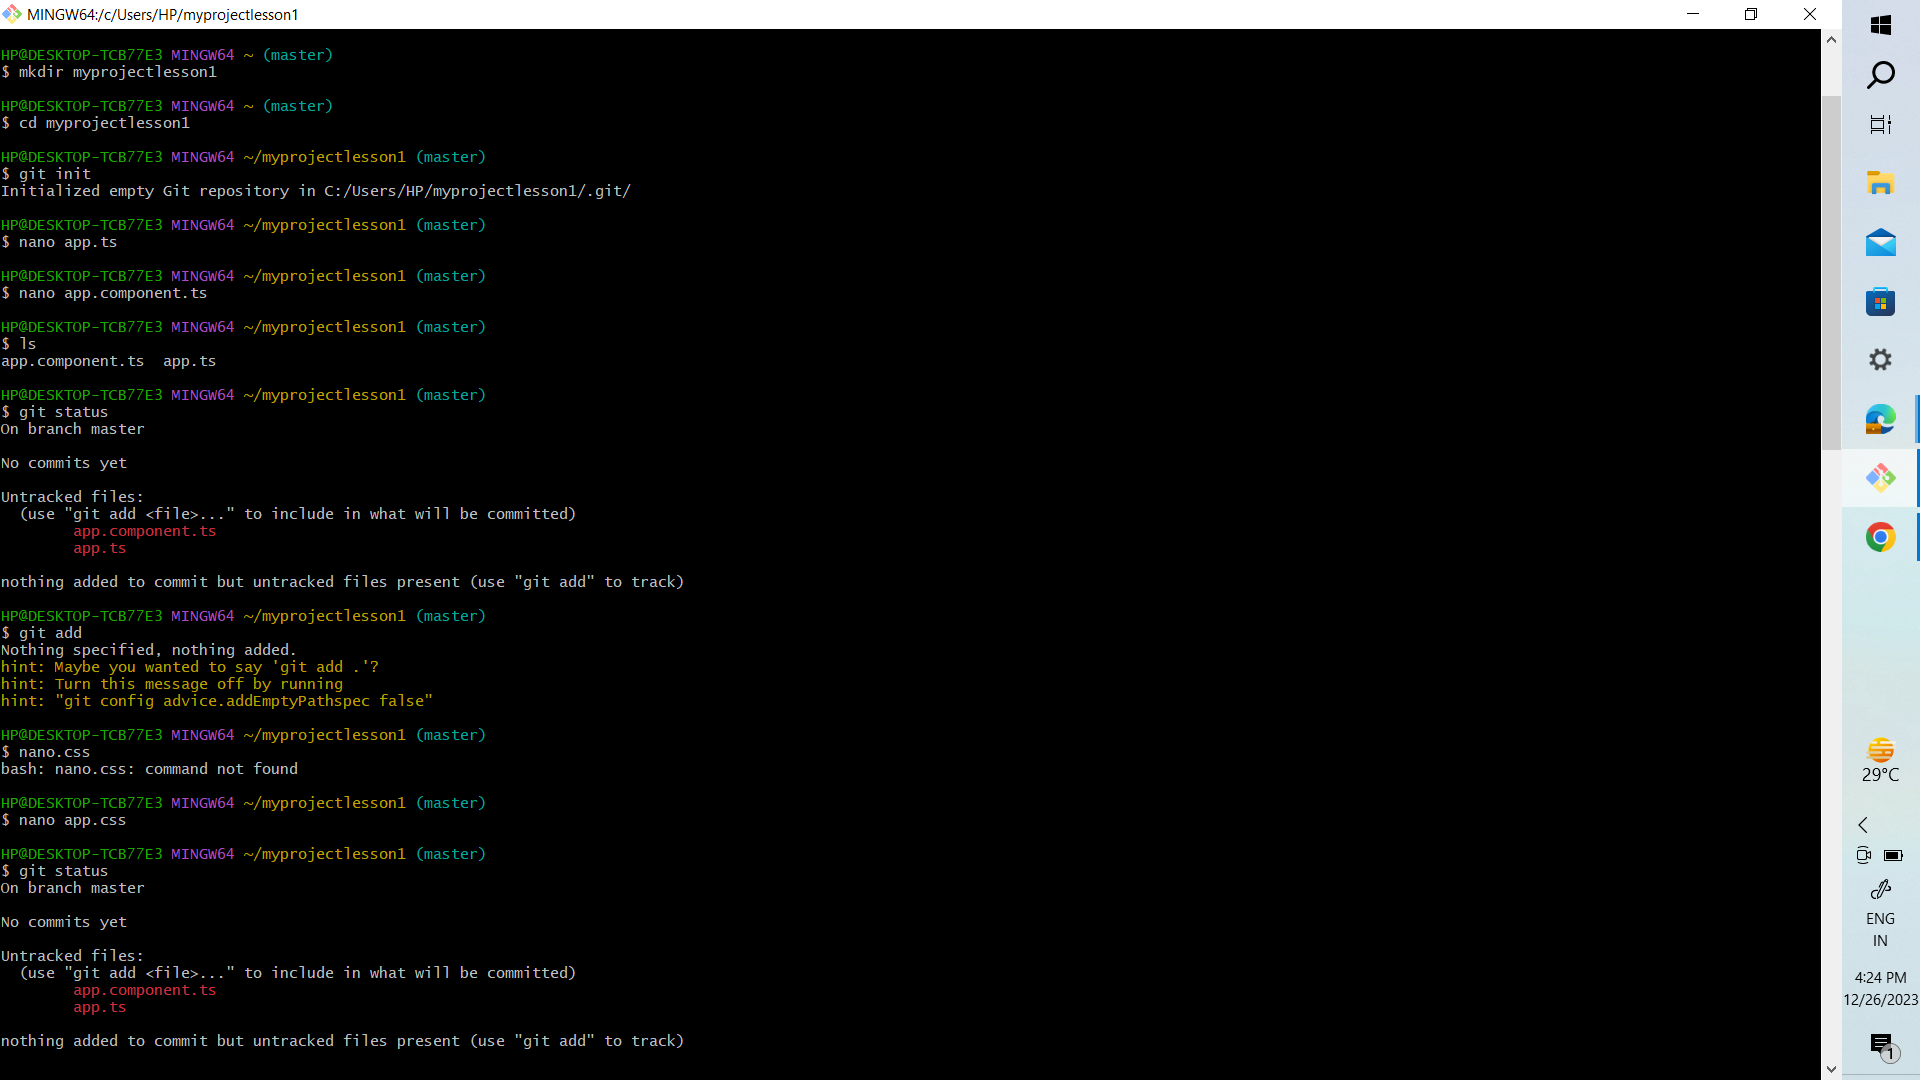 MINGW64:/c/Users/HP/myprojectlesson1
HP@DESKTOP-TCB77E3 MINGW64 ~ (master)
$ mkdir myprojectlesson1
HP@DESKTOP-TCB77E3 MINGW64 ~ (master)
$ cd myprojectlesson1
HP@DESKTOP-TCB77E3 MINGW64 ~/myprojectlesson1 (master)
$ git init
Initialized empty Git repository in C:/Users/HP/myprojectlesson1/.git/
HP@DESKTOP-TCB77E3 MINGW64 ~/myprojectlesson1 (master)
$ nano app.ts
HP@DESKTOP-TCB77E3 MINGW64 ~/myprojectlesson1 (master)
$ nano app.component.ts
HP@DESKTOP-TCB77E3 MINGW64 ~/myprojectlesson1 (master)
$ ls
app.component.ts  app.ts
HP@DESKTOP-TCB77E3 MINGW64 ~/myprojectlesson1 (master)
$ git status
On branch master
No commits yet
Untracked files:
  (use "git add <file>..." to include in what will be committed)
        app.component.ts
        app.ts
nothing added to commit but untracked files present (use "git add" to track)
HP@DESKTOP-TCB77E3 MINGW64 ~/myprojectlesson1 (master)
$ git add
Nothing specified, nothing added.
hint: Maybe you wanted to say 'git add .'?
hint: Turn this message off by running
hint: "git config advice.addEmptyPathspec false"
HP@DESKTOP-TCB77E3 MINGW64 ~/myprojectlesson1 (master)
$ nano.css
bash: nano.css: command not found
HP@DESKTOP-TCB77E3 MINGW64 ~/myprojectlesson1 (master)
$ nano app.css
HP@DESKTOP-TCB77E3 MINGW64 ~/myprojectlesson1 (master)
$ git status
On branch master
No commits yet
Untracked files:
  (use "git add <file>..." to include in what will be committed)
        app.component.ts
        app.ts
nothing added to commit but untracked files present (use "git add" to track)
29°C
ENG
IN
4:24 PM
12/26/2023
1